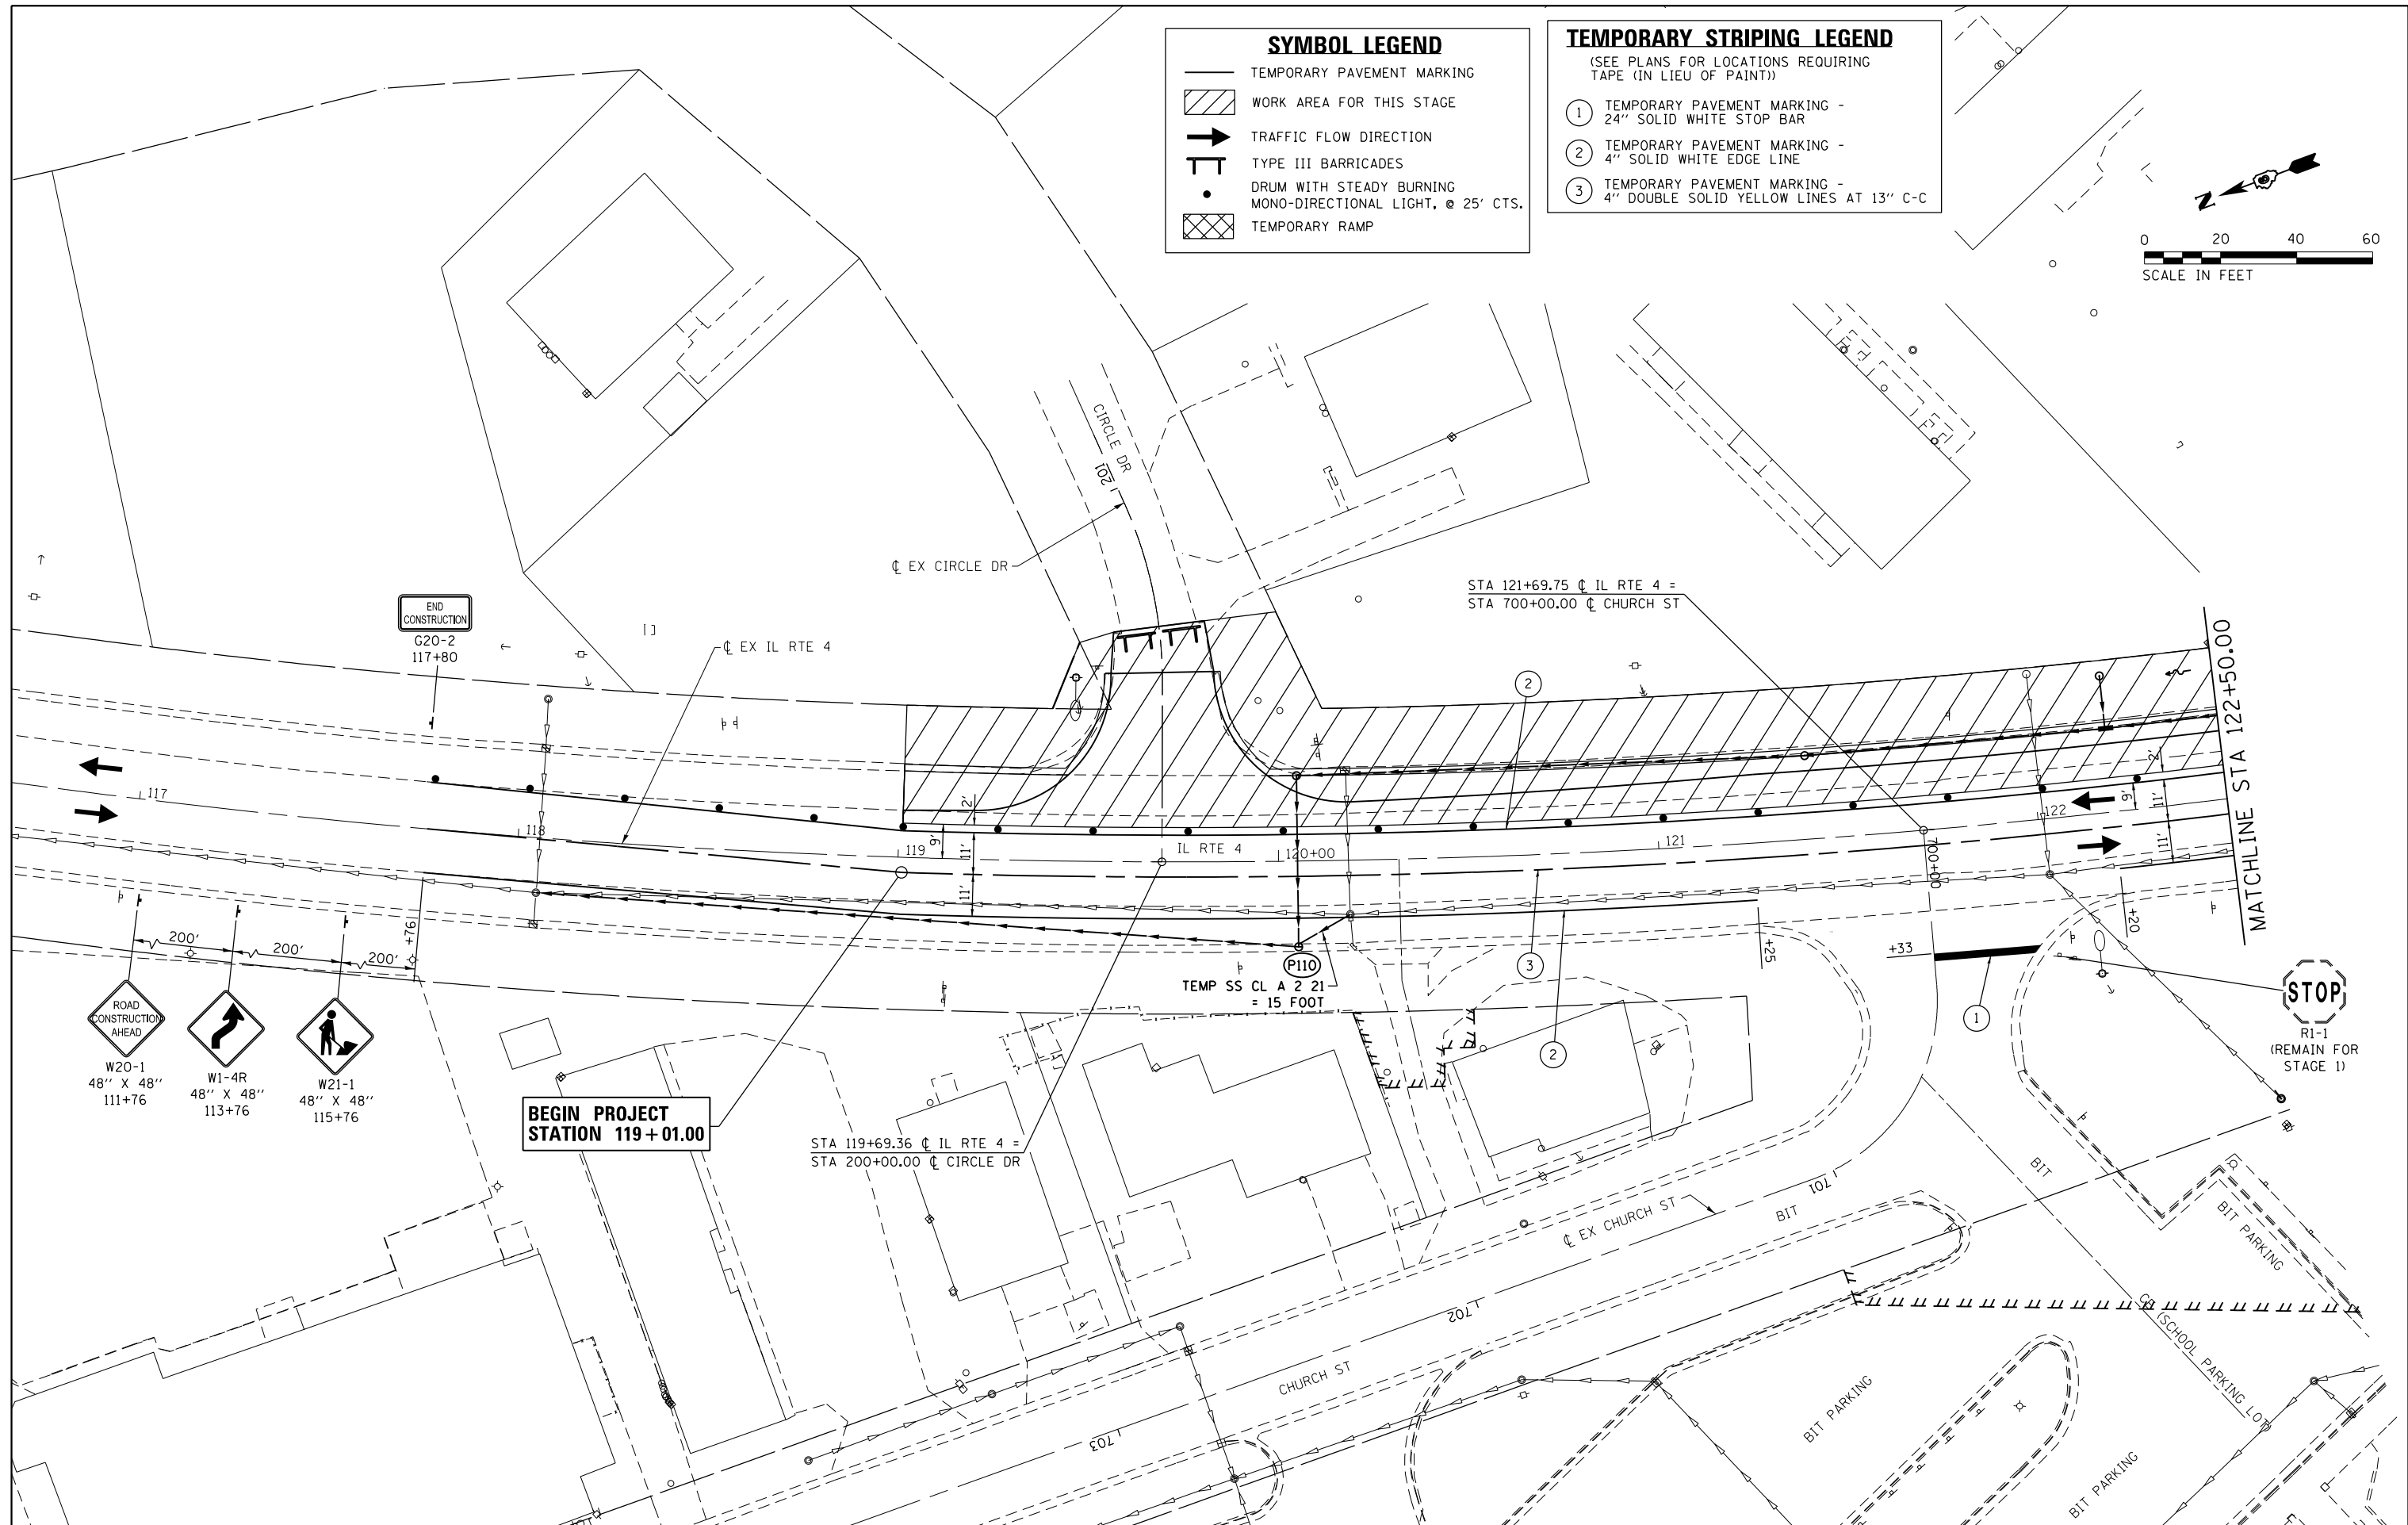 SYMBOL LEGEND
TEMPORARY PAVEMENT MARKING
WORK AREA FOR THIS STAGE
TRAFFIC FLOW DIRECTION
TYPE III BARRICADES
DRUM WITH STEADY BURNING
MONO-DIRECTIONAL LIGHT, @ 25' CTS.
TEMPORARY RAMP
TEMPORARY STRIPING LEGEND
(SEE PLANS FOR LOCATIONS REQUIRING
TAPE (IN LIEU OF PAINT))
1 TEMPORARY PAVEMENT MARKING -
24" SOLID WHITE STOP BAR
2 TEMPORARY PAVEMENT MARKING -
4" SOLID WHITE EDGE LINE
3 TEMPORARY PAVEMENT MARKING -
4" DOUBLE SOLID YELLOW LINES AT 13" C-C
N
0 20 40 60
SCALE IN FEET
CIRCLE DR
201
℄ EX CIRCLE DR
STA 121+69.75 ℄ IL RTE 4 =
STA 700+00.00 ℄ CHURCH ST
END
CONSTRUCTION
G20-2
117+80
℄ EX IL RTE 4
2
MATCHLINE STA 122+50.00
117
118
119
IL RTE 4
120+00
121
122
2'
9'
11'
11'
2'
9'
11'
11'
700+00
+76
200'
200'
200'
+25
+33
+20
P110
TEMP SS CL A 2 21
= 15 FOOT
3
2
1
STOP
R1-1
(REMAIN FOR
STAGE 1)
ROAD
CONSTRUCTION
AHEAD
W20-1
48" X 48"
111+76
W1-4R
48" X 48"
113+76
W21-1
48" X 48"
115+76
BEGIN PROJECT
STATION 119+01.00
STA 119+69.36 ℄ IL RTE 4 =
STA 200+00.00 ℄ CIRCLE DR
℄ EX CHURCH ST
701
BIT
BIT
BIT PARKING
702
CHURCH ST
703
(SCHOOL PARKING LOT)
BIT PARKING
BIT PARKING